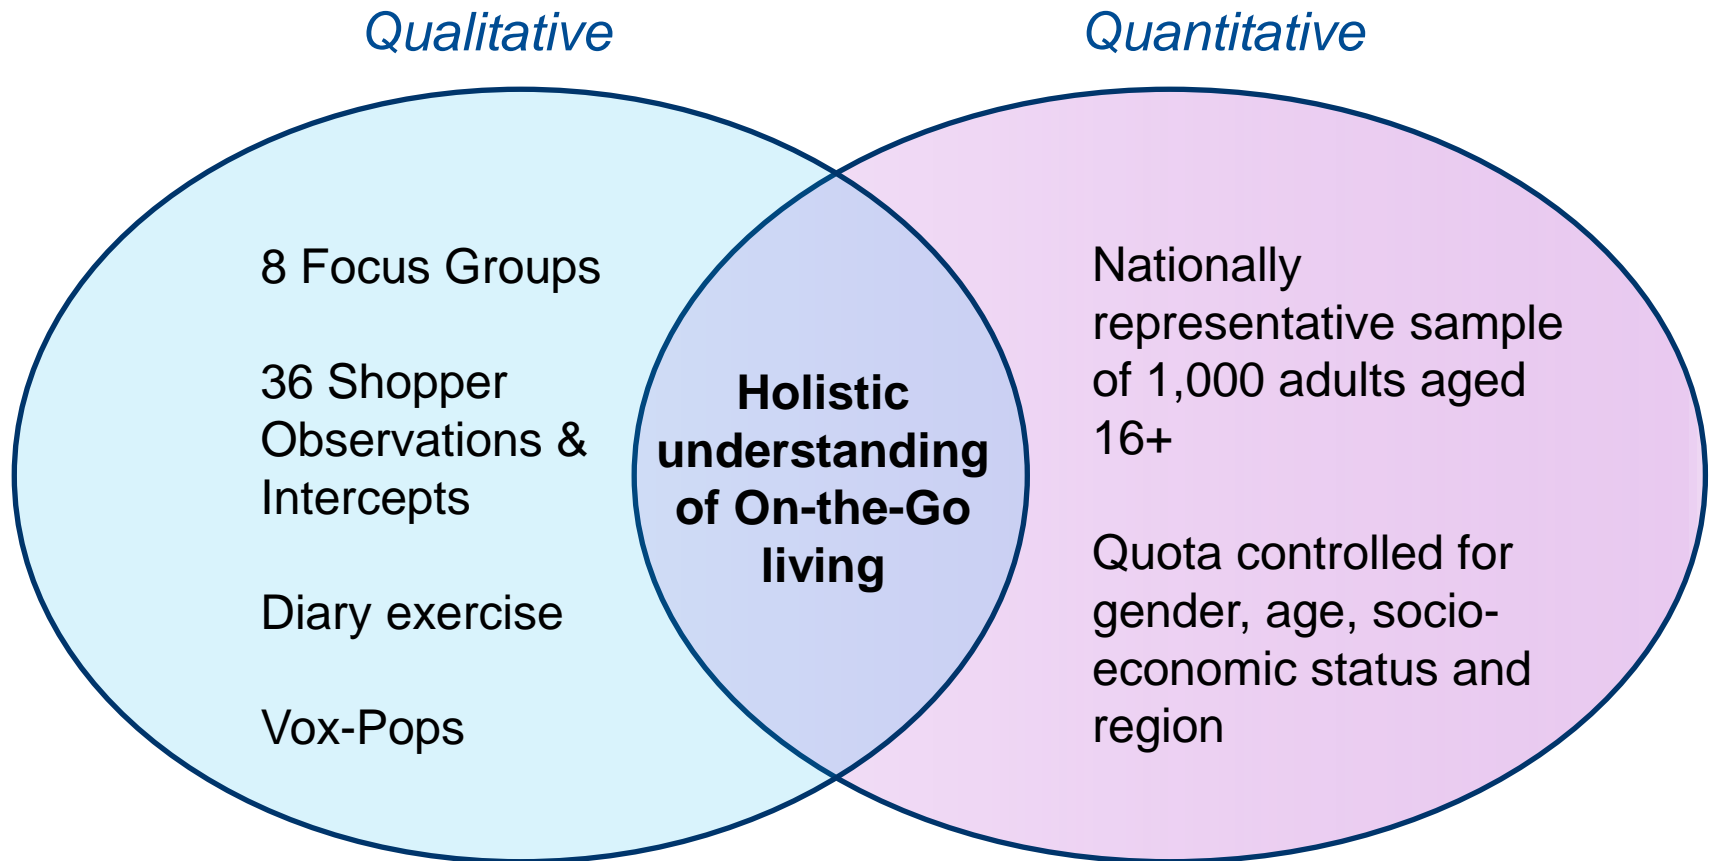 Qualitative
Quantitative
8 Focus Groups
36 Shopper
Observations &
Intercepts
Diary exercise
Vox-Pops
Holistic
understanding
of On-the-Go
living
Nationally
representative sample
of 1,000 adults aged
16+
Quota controlled for
gender, age, socio-
economic status and
region